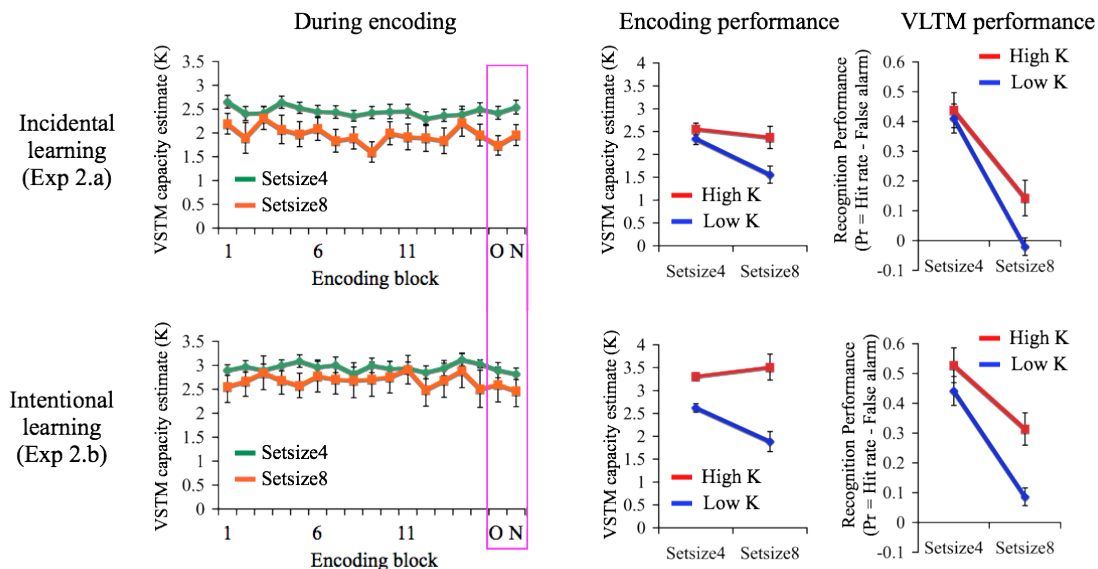 During encoding
Encoding performance
VLTM performance
Incidental
learning
(Exp 2.a)
VSTM capacity estimate (K)
3.5
3
2.5
2
1.5
1
0.5
0
Setsize4
Setsize8
1 6 11 O N
Encoding block
VSTM capacity estimate (K)
4
3.5
3
2.5
2
1.5
1
0.5
0
High K
Low K
Setsize4 Setsize8
Recognition Performance
(Pr = Hit rate - False alarm)
0.6
0.5
0.4
0.3
0.2
0.1
0
-0.1
High K
Low K
Setsize4 Setsize8
Intentional
learning
(Exp 2.b)
VSTM capacity estimate (K)
3.5
3
2.5
2
1.5
1
0.5
0
Setsize4
Setsize8
1 6 11 O N
Encoding block
VSTM capacity estimate (K)
4
3.5
3
2.5
2
1.5
1
0.5
0
High K
Low K
Setsize4 Setsize8
Recognition Performance
(Pr = Hit rate - False alarm)
0.6
0.5
0.4
0.3
0.2
0.1
0
-0.1
High K
Low K
Setsize4 Setsize8